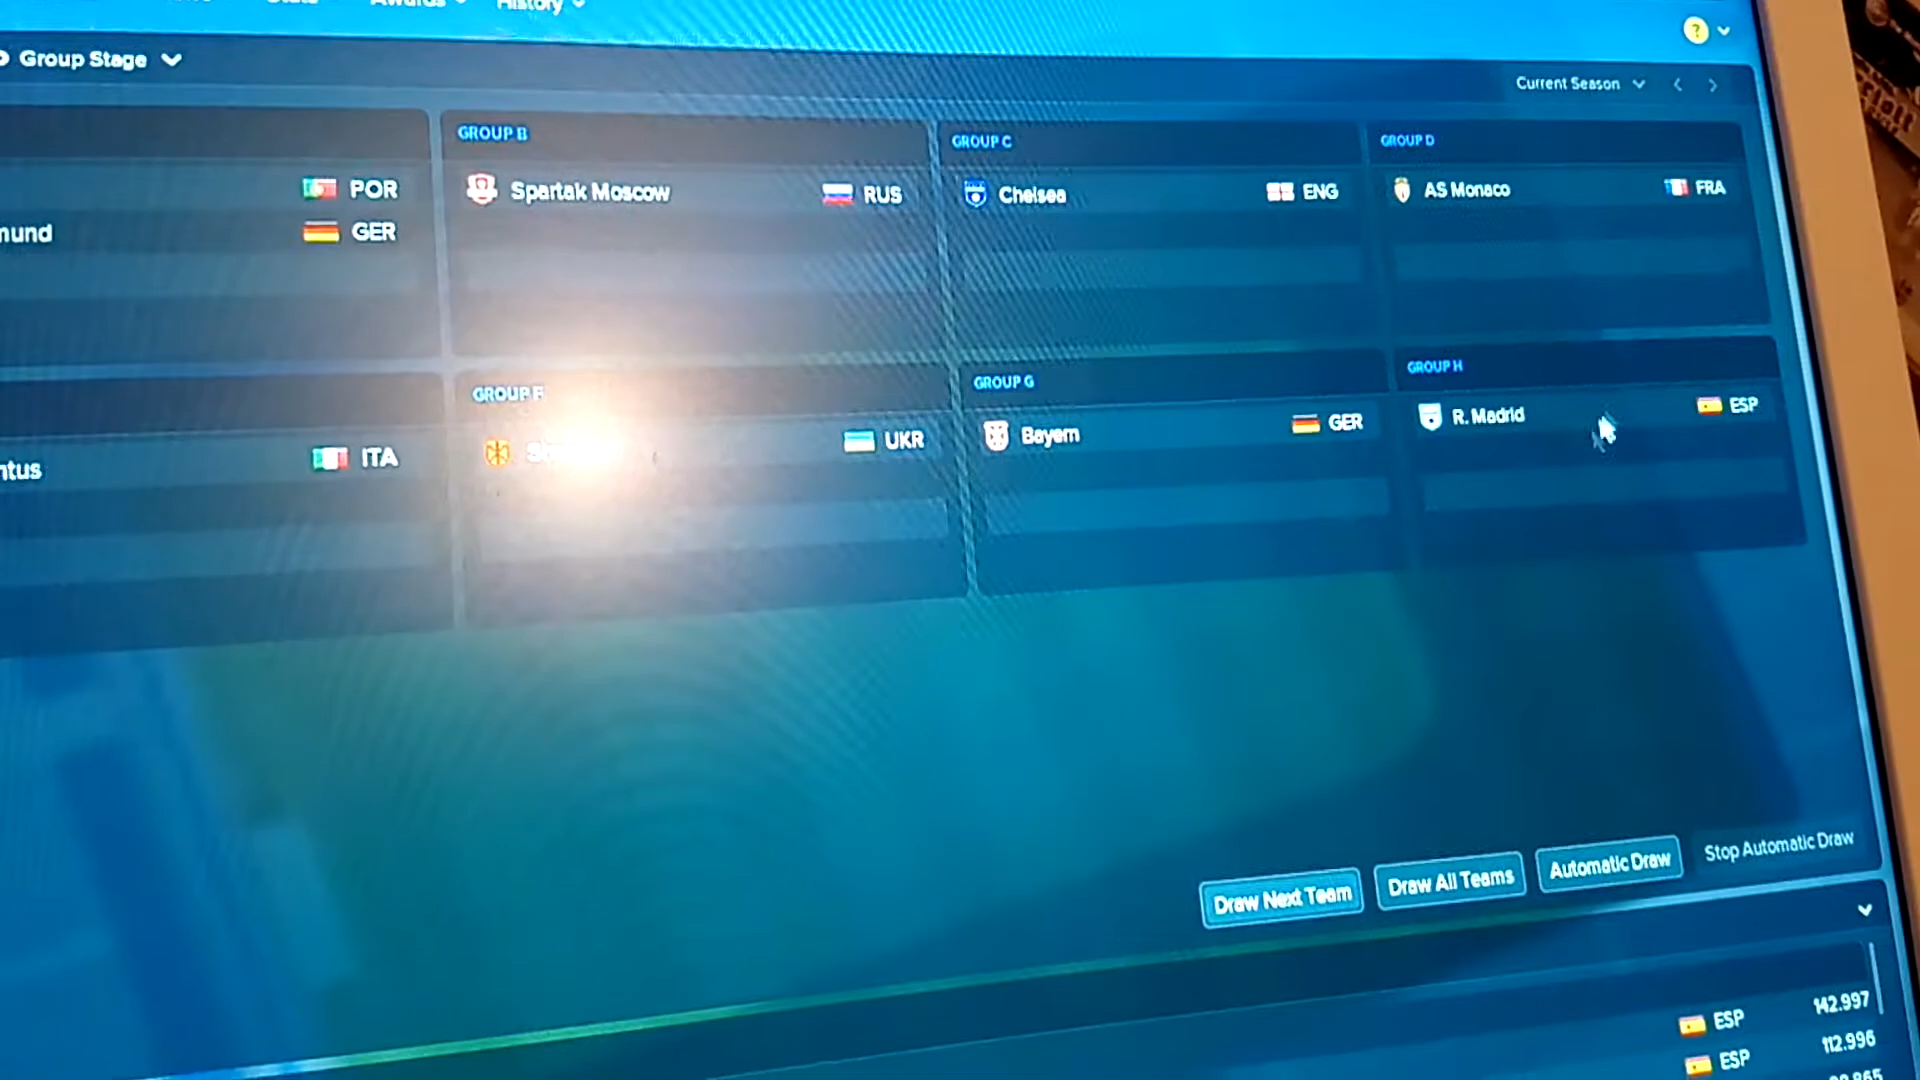 History
Group Stage
Current Season
GROUP B
GROUP C
GROUP D
POR
Spartak Moscow RUS
Chelsea ENG
AS Monaco FRA
mund GER
GROUP F
GROUP G
GROUP H
ntus ITA
UKR
Bayern GER
R. Madrid ESP
Draw Next Team
Draw All Teams
Automatic Draw
Stop Automatic Draw
ESP 142.997
ESP 112.996